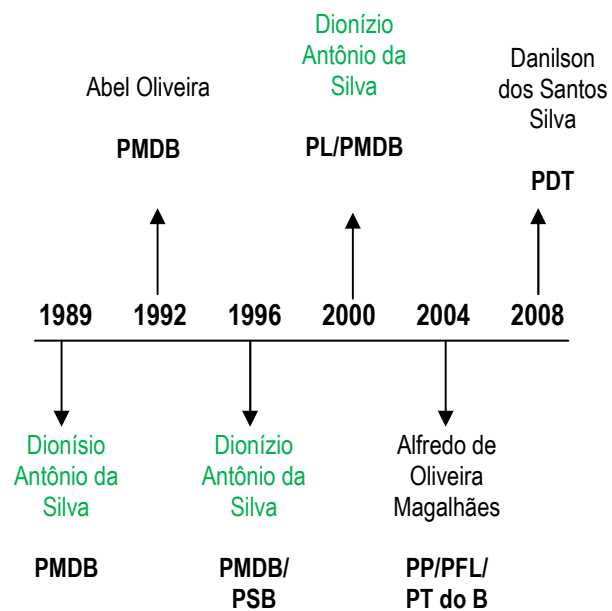 Abel Oliveira
PMDB
Dionízio
Antônio da
Silva
PL/PMDB
Danilson
dos Santos
Silva
PDT
1989 1992 1996 2000 2004 2008
Dionísio
Antônio da
Silva
PMDB
Dionízio
Antônio da
Silva
PMDB/
PSB
Alfredo de
Oliveira
Magalhães
PP/PFL/
PT do B